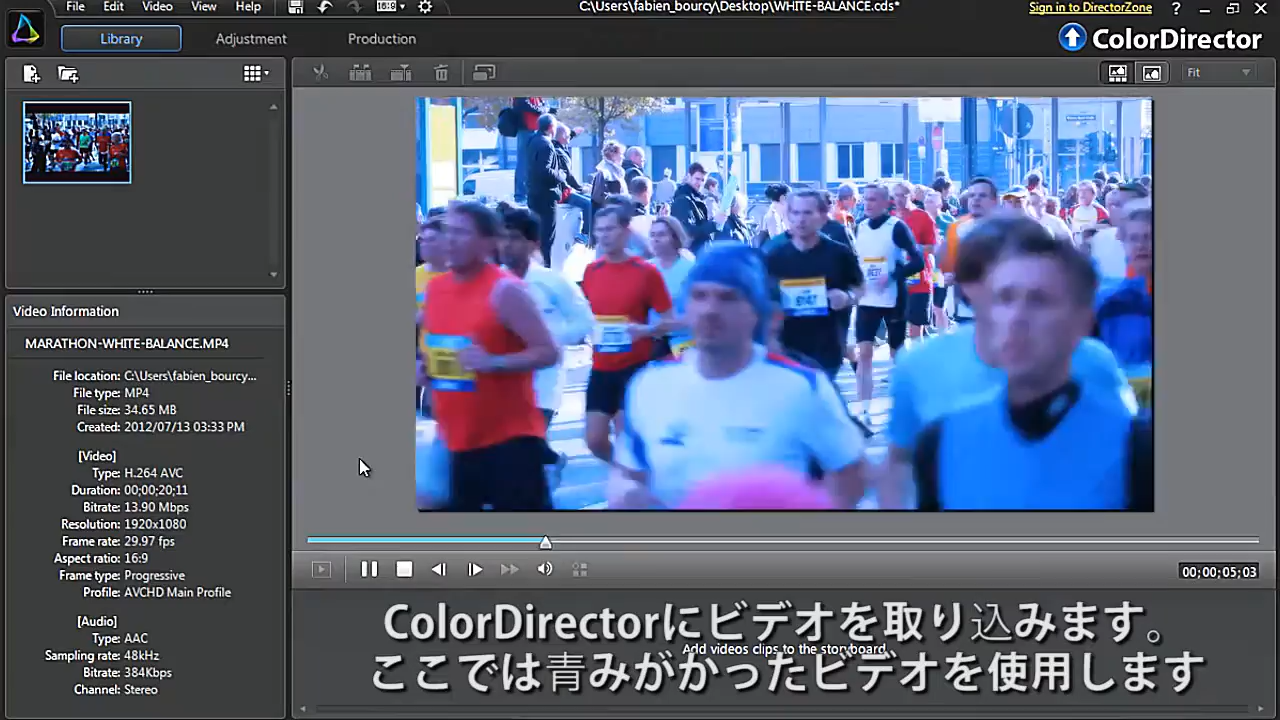 File Edit Video View Help 16:9 C:\Users\fabien_bourcy\Desktop\WHITE-BALANCE.cds* Sign in to DirectorZone ?
Library Adjustment Production ColorDirector
Fit
Video Information
MARATHON-WHITE-BALANCE.MP4
File location: C:\Users\fabien_bourcy...
File type: MP4
File size: 34.65 MB
Created: 2012/07/13 03:33 PM
[Video]
Type: H.264 AVC
Duration: 00;00;20;11
Bitrate: 13.90 Mbps
Resolution: 1920x1080
Frame rate: 29.97 fps
Aspect ratio: 16:9
Frame type: Progressive
Profile: AVCHD Main Profile
[Audio]
Type: AAC
Sampling rate: 48kHz
Bitrate: 384Kbps
Channel: Stereo
00;00;05;03
ColorDirectorにビデオを取り込みます。
Add videos clips to the storyboard.
ここでは青みがかったビデオを使用します